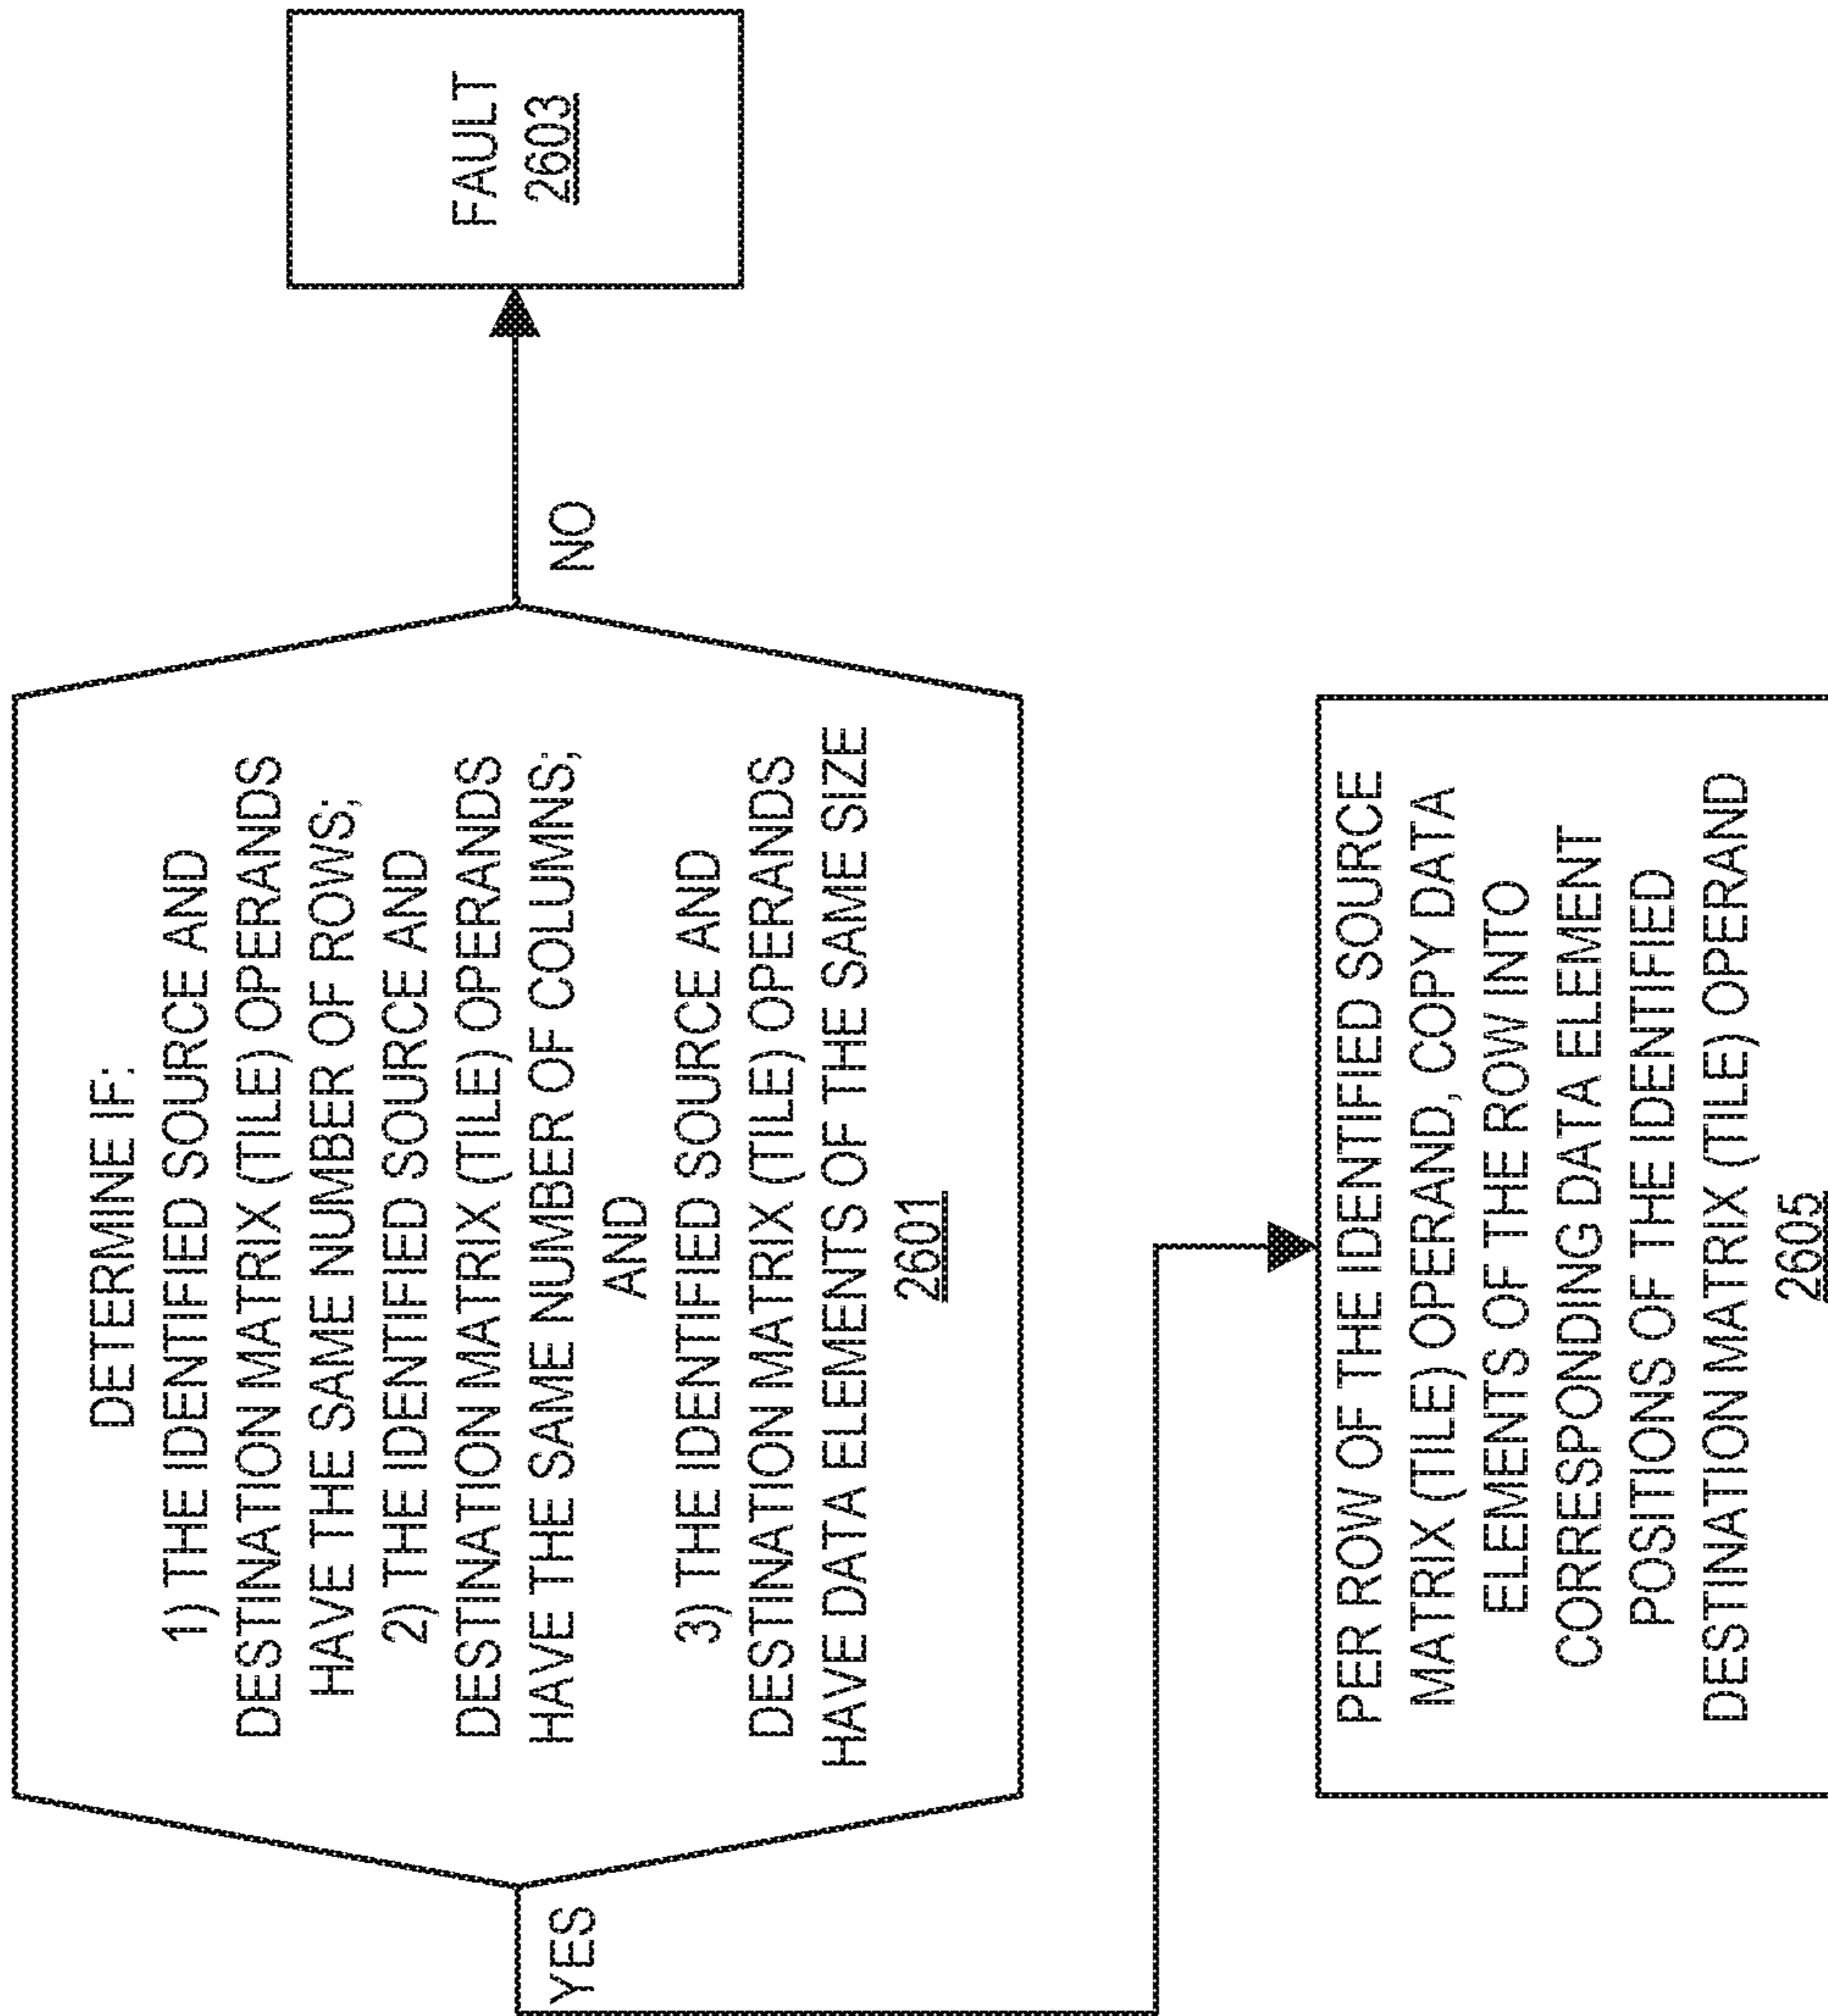 DETERMINE IF:
1) THE IDENTIFIED SOURCE AND
DESTINATION MATRIX (TILE) OPERANDS
HAVE THE SAME NUMBER OF ROWS;
2) THE IDENTIFIED SOURCE AND
DESTINATION MATRIX (TILE) OPERANDS
HAVE THE SAME NUMBER OF COLUMNS;
AND
3) THE IDENTIFIED SOURCE AND
DESTINATION MATRIX (TILE) OPERANDS
HAVE DATA ELEMENTS OF THE SAME SIZE
2601
NO
FAULT
2603
YES
PER ROW OF THE IDENTIFIED SOURCE
MATRIX (TILE) OPERAND, COPY DATA
ELEMENTS OF THE ROW INTO
CORRESPONDING DATA ELEMENT
POSITIONS OF THE IDENTIFIED
DESTINATION MATRIX (TILE) OPERAND
2605